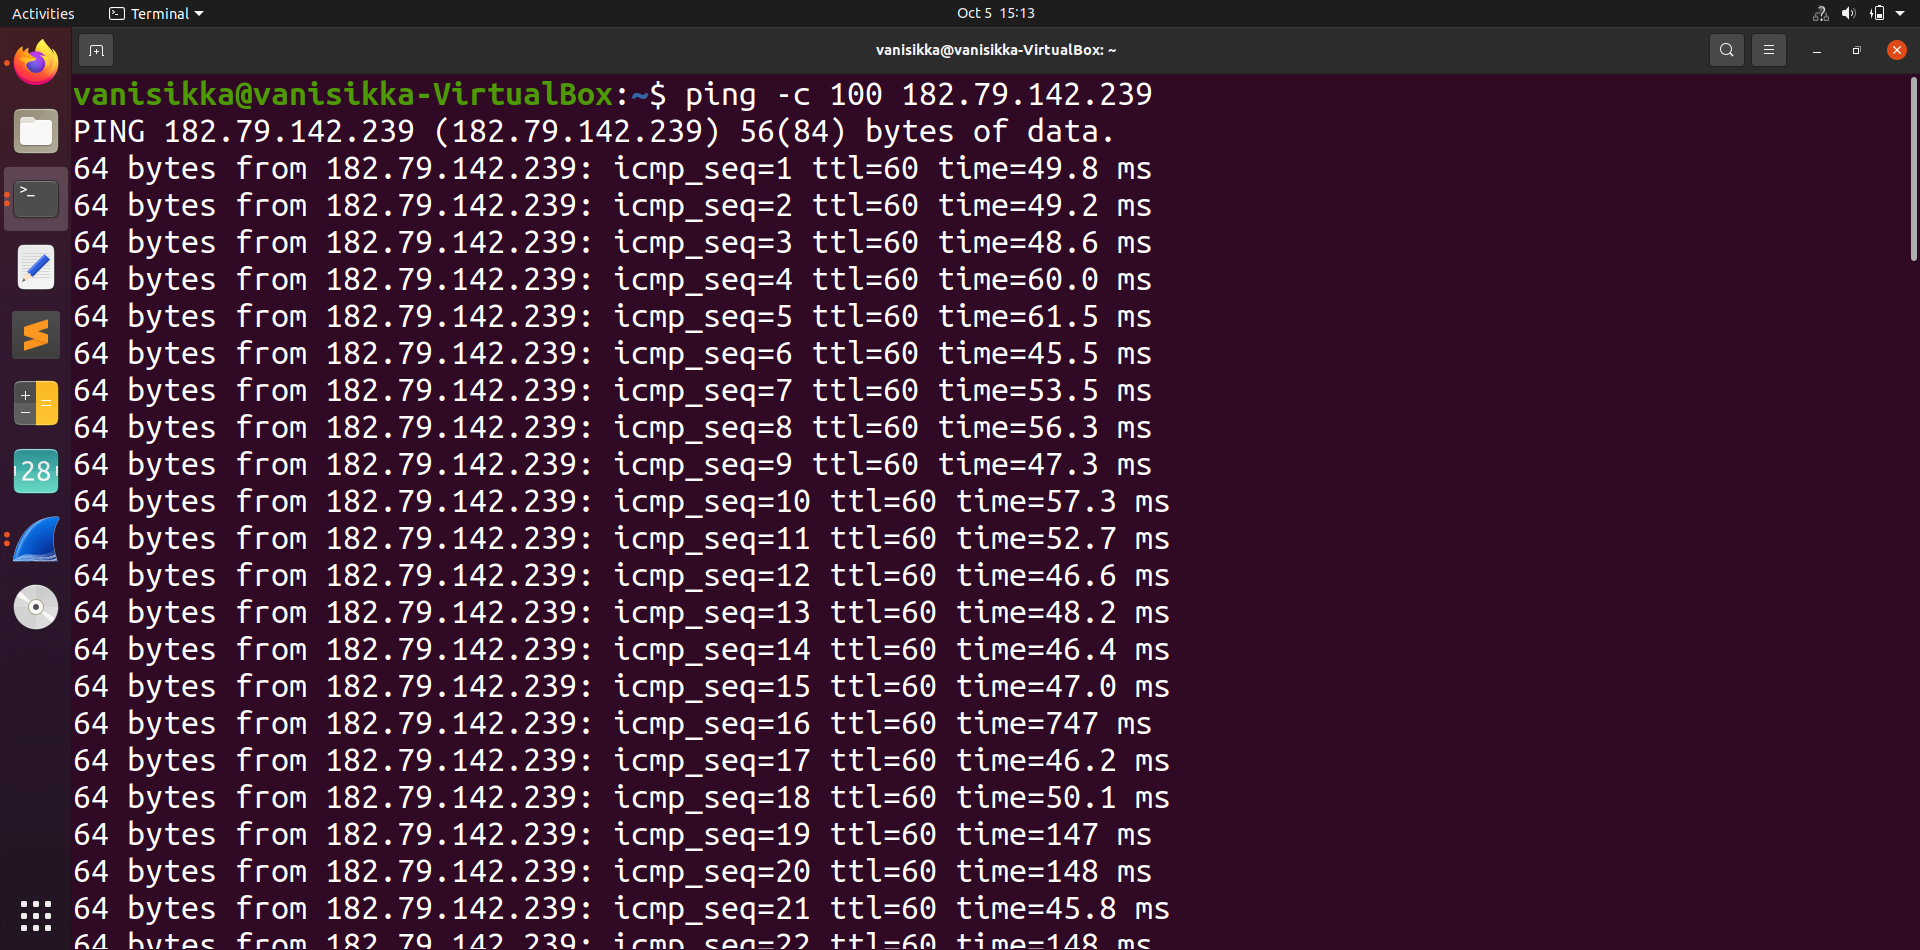 Activities Terminal Oct 5 15:13
vanisikka@vanisikka-VirtualBox: ~
vanisikka@vanisikka-VirtualBox:~$ ping -c 100 182.79.142.239
PING 182.79.142.239 (182.79.142.239) 56(84) bytes of data.
64 bytes from 182.79.142.239: icmp_seq=1 ttl=60 time=49.8 ms
64 bytes from 182.79.142.239: icmp_seq=2 ttl=60 time=49.2 ms
64 bytes from 182.79.142.239: icmp_seq=3 ttl=60 time=48.6 ms
64 bytes from 182.79.142.239: icmp_seq=4 ttl=60 time=60.0 ms
64 bytes from 182.79.142.239: icmp_seq=5 ttl=60 time=61.5 ms
64 bytes from 182.79.142.239: icmp_seq=6 ttl=60 time=45.5 ms
64 bytes from 182.79.142.239: icmp_seq=7 ttl=60 time=53.5 ms
64 bytes from 182.79.142.239: icmp_seq=8 ttl=60 time=56.3 ms
64 bytes from 182.79.142.239: icmp_seq=9 ttl=60 time=47.3 ms
64 bytes from 182.79.142.239: icmp_seq=10 ttl=60 time=57.3 ms
64 bytes from 182.79.142.239: icmp_seq=11 ttl=60 time=52.7 ms
64 bytes from 182.79.142.239: icmp_seq=12 ttl=60 time=46.6 ms
64 bytes from 182.79.142.239: icmp_seq=13 ttl=60 time=48.2 ms
64 bytes from 182.79.142.239: icmp_seq=14 ttl=60 time=46.4 ms
64 bytes from 182.79.142.239: icmp_seq=15 ttl=60 time=47.0 ms
64 bytes from 182.79.142.239: icmp_seq=16 ttl=60 time=747 ms
64 bytes from 182.79.142.239: icmp_seq=17 ttl=60 time=46.2 ms
64 bytes from 182.79.142.239: icmp_seq=18 ttl=60 time=50.1 ms
64 bytes from 182.79.142.239: icmp_seq=19 ttl=60 time=147 ms
64 bytes from 182.79.142.239: icmp_seq=20 ttl=60 time=148 ms
64 bytes from 182.79.142.239: icmp_seq=21 ttl=60 time=45.8 ms
64 bytes from 182.79.142.239: icmp_seq=22 ttl=60 time=148 ms
28